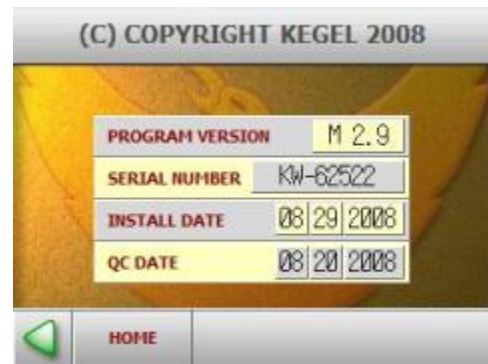 (C) COPYRIGHT KEGEL 2008
PROGRAM VERSION M 2.9
SERIAL NUMBER KW-62522
INSTALL DATE 08 29 2008
QC DATE 08 20 2008
HOME